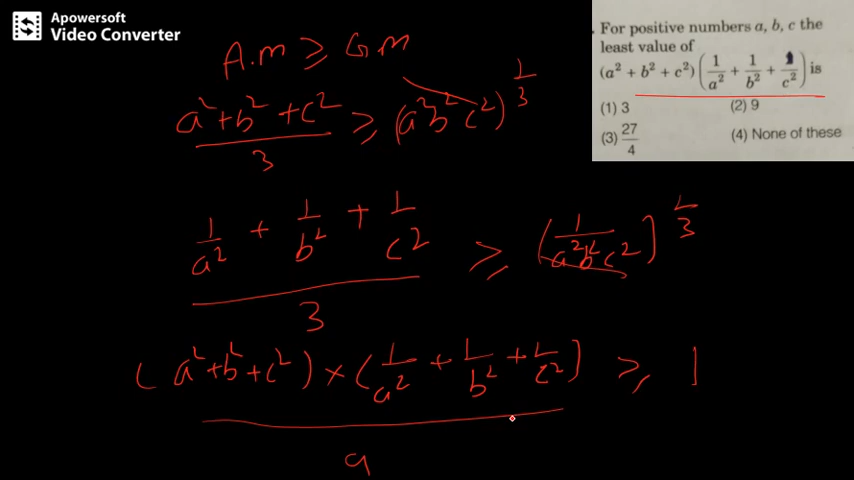 Apowersoft
Video Converter
A.M ≥ G.M
a²+b²+c²/3 ≥ (a²b²c²)^1/3
1/a² + 1/b² + 1/c² / 3 ≥ (1/a²b²c²)^1/3
(a²+b²+c²) × (1/a² + 1/b² + 1/c²) / 9 ≥ 1
For positive numbers a, b, c the
least value of
(a² + b² + c²) (1/a² + 1/b² + 1/c²) is
(1) 3 (2) 9
(3) 27/4 (4) None of these